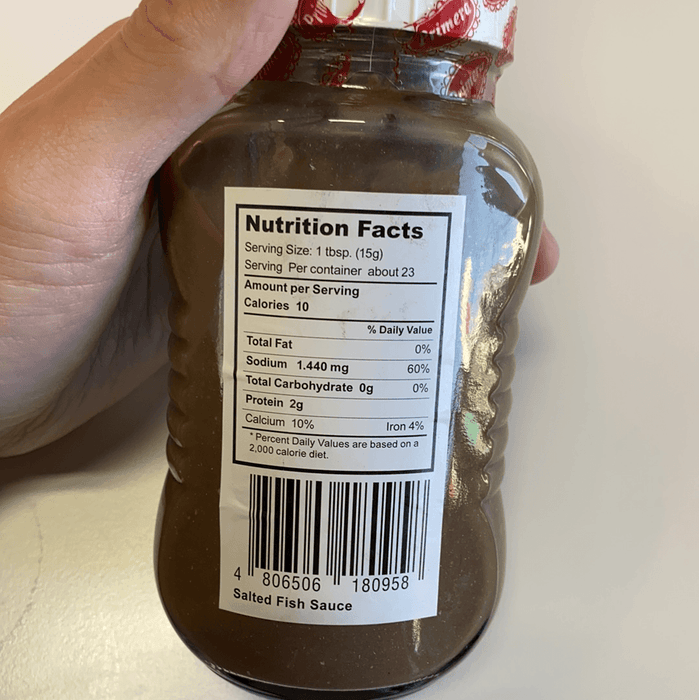 Primera
Nutrition Facts
Serving Size: 1 tbsp. (15g)
Serving Per container about 23
Amount per Serving
Calories 10
% Daily Value
Total Fat 0%
Sodium 1.440 mg 60%
Total Carbohydrate 0g 0%
Protein 2g
Calcium 10% Iron 4%
* Percent Daily Values are based on a
2,000 calorie diet.
4 806506 180958
Salted Fish Sauce